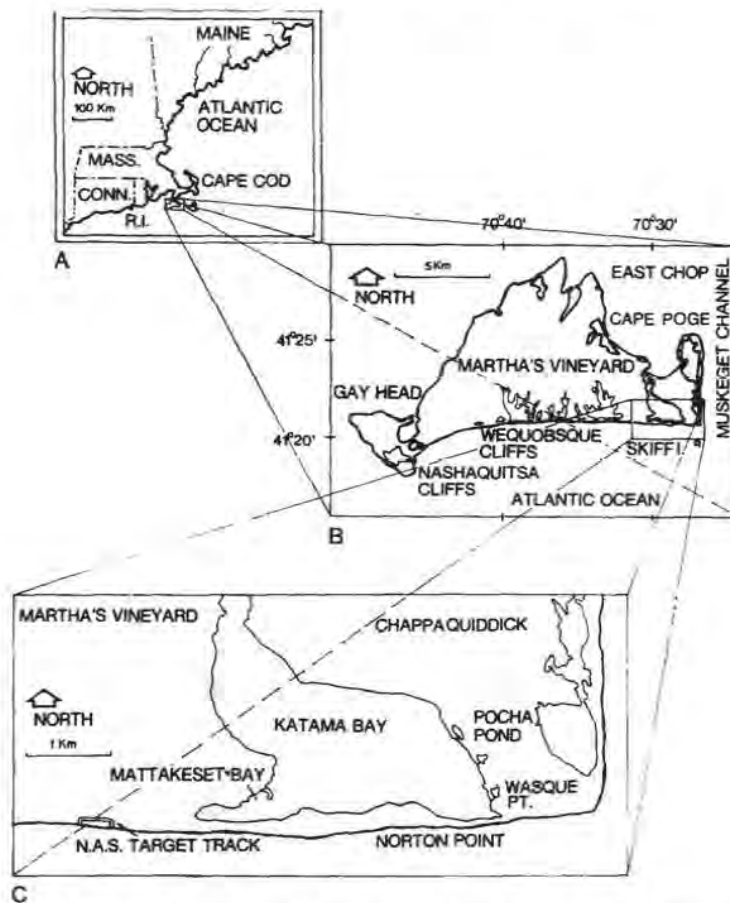 MAINE
NORTH
100 Km
ATLANTIC
OCEAN
MASS.
CAPE COD
CONN.
R.I.
A
70°40'
70°30'
5 Km
EAST CHOP
NORTH
CAPE POGE
MUSKEGET CHANNEL
41°25'
MARTHA'S VINEYARD
GAY HEAD
41°20'
WEQUOBSQUE
CLIFFS
SKIFF I.
NASHAQUITSA
CLIFFS
ATLANTIC OCEAN
B
MARTHA'S VINEYARD
CHAPPAQUIDDICK
NORTH
1 Km
KATAMA BAY
POCHA
POND
MATTAKESET BAY
WASQUE
PT.
N.A.S. TARGET TRACK
NORTON POINT
C